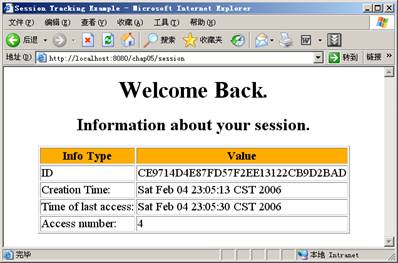 Session Tracking Example - Microsoft Internet Explorer
文件(F) 编辑(E) 查看(V) 收藏(A) 工具(T) 帮助(H)
后退 搜索 收藏夹
地址(D) http://localhost:8080/chap05/session 转到 链接 »
Welcome Back.
Information about your session.
Info Type Value
ID CE9714D4E87FD57F2EE13122CB9D2BAD
Creation Time: Sat Feb 04 23:05:13 CST 2006
Time of last access: Sat Feb 04 23:05:30 CST 2006
Access number: 4
完毕 本地 Intranet